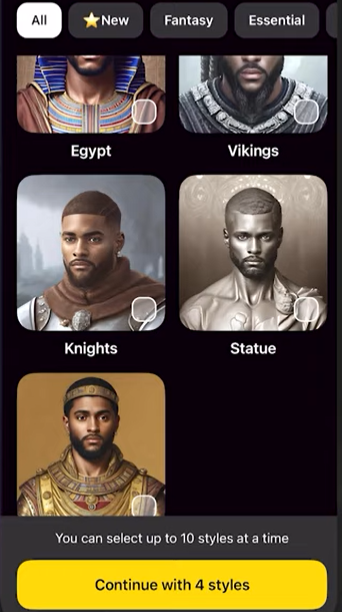 All ⭐New Fantasy Essential
Egypt Vikings
Knights Statue
You can select up to 10 styles at a time
Continue with 4 styles